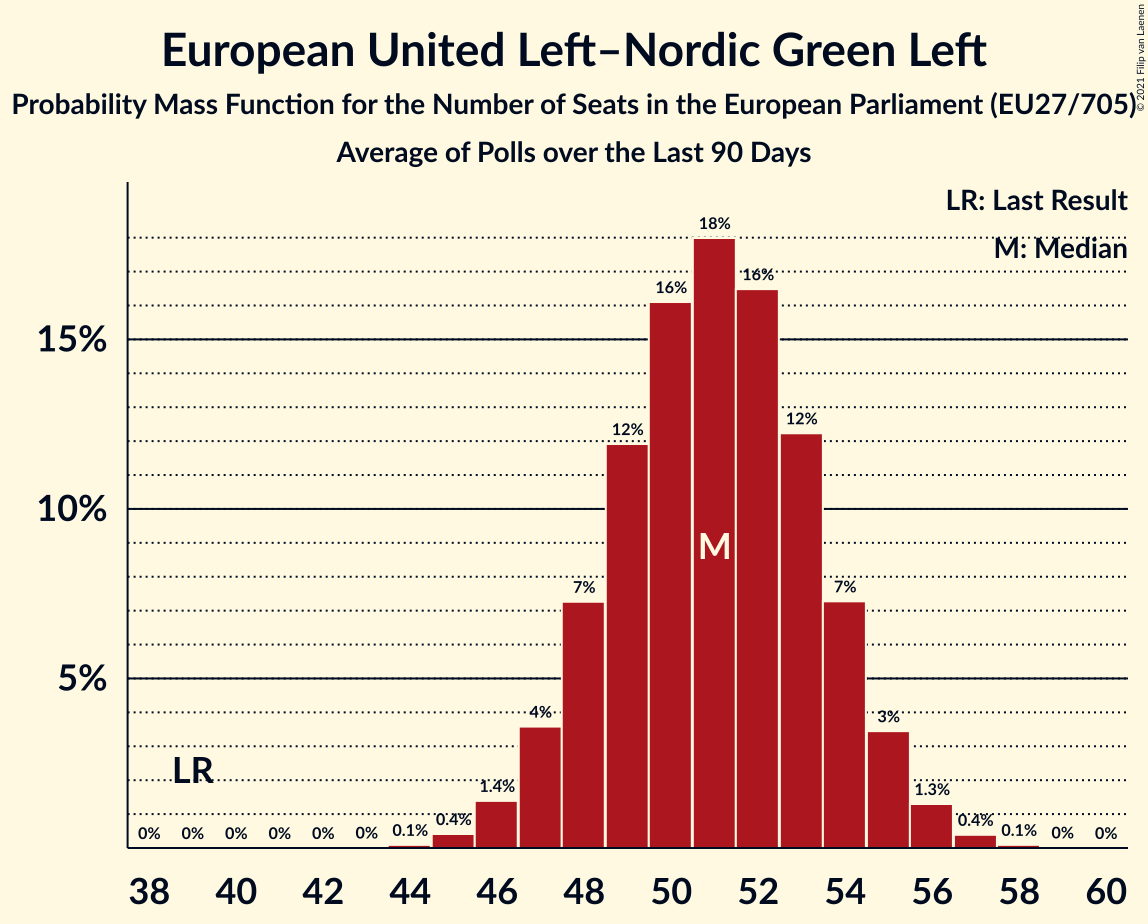 European United Left–Nordic Green Left
Probability Mass Function for the Number of Seats in the European Parliament (EU27/705)
Average of Polls over the Last 90 Days
© 2021 Filip van Laenen
LR: Last Result
M: Median
15%
10%
5%
0% 0% 0% 0% 0% 0% 0.1% 0.4% 1.4% 4% 7% 12% 16% 18% 16% 12% 7% 3% 1.3% 0.4% 0.1% 0% 0%
LR
M
38 40 42 44 46 48 50 52 54 56 58 60